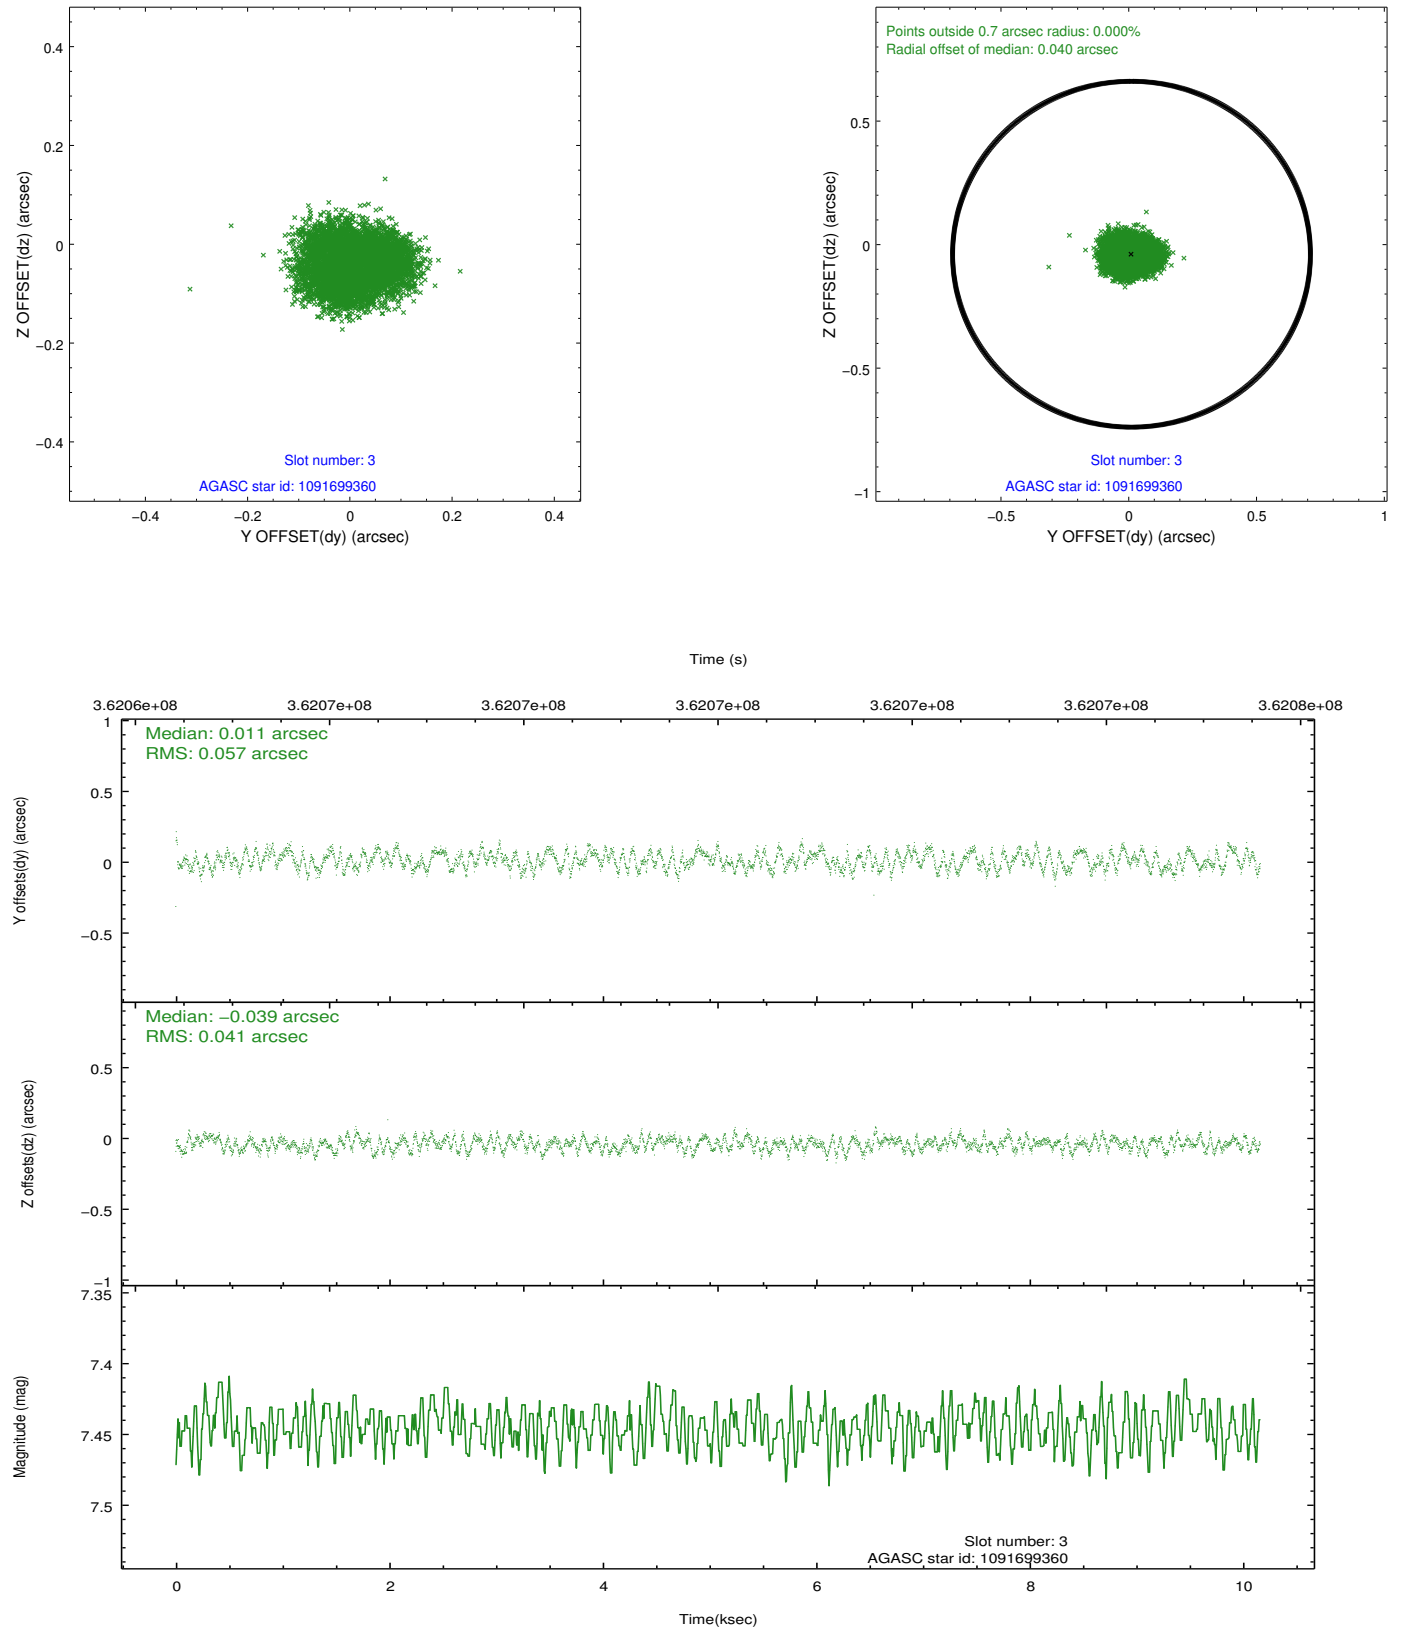 0.4
0.2
0
−0.2
−0.4
Z OFFSET(dz) (arcsec)
Slot number: 3
AGASC star id: 1091699360
−0.4 −0.2 0 0.2 0.4
Y OFFSET(dy) (arcsec)
Points outside 0.7 arcsec radius: 0.000%
Radial offset of median: 0.040 arcsec
0.5
0
−0.5
−1
Z OFFSET(dz) (arcsec)
Slot number: 3
AGASC star id: 1091699360
−0.5 0 0.5 1
Y OFFSET(dy) (arcsec)
Time (s)
3.6206e+08 3.6207e+08 3.6207e+08 3.6207e+08 3.6207e+08 3.6207e+08 3.6208e+08
1
Median: 0.011 arcsec
RMS: 0.057 arcsec
0.5
0
−0.5
Y offsets(dy) (arcsec)
Median: −0.039 arcsec
RMS: 0.041 arcsec
0.5
0
−0.5
−1
Z offsets(dz) (arcsec)
7.35
7.4
7.45
7.5
Magnitude (mag)
Slot number: 3
AGASC star id: 1091699360
0 2 4 6 8 10
Time(ksec)